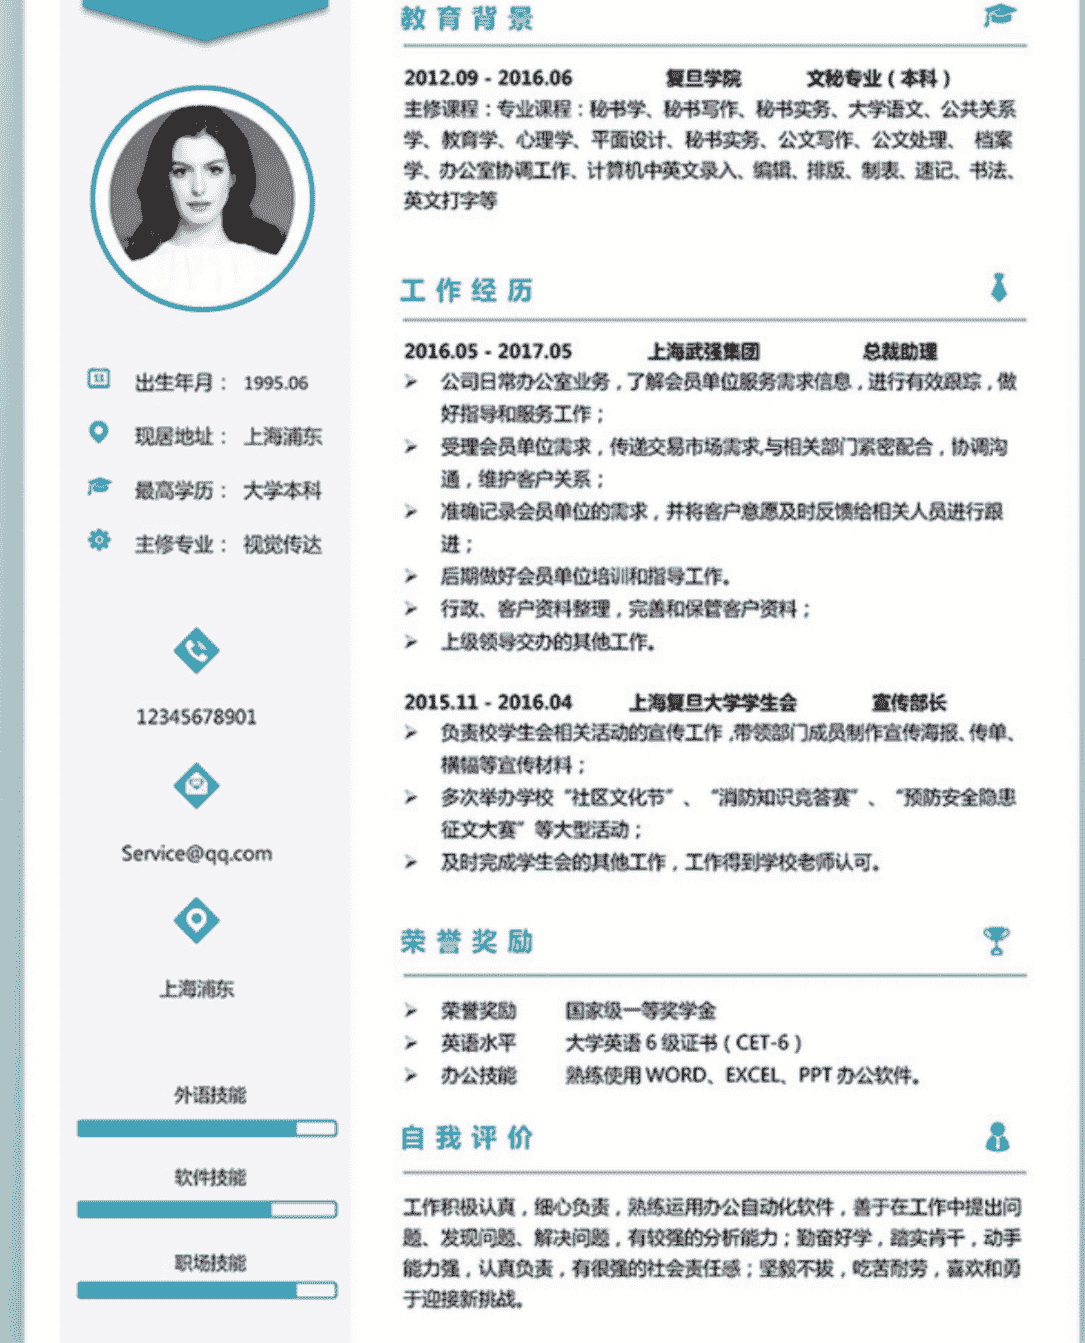 出生年月： 1995.06
现居地址： 上海浦东
最高学历： 大学本科
主修专业： 视觉传达
12345678901
Service@qq.com
上海浦东
外语技能
软件技能
职场技能
教育背景
2012.09 - 2016.06 复旦学院 文秘专业（本科）
主修课程：专业课程：秘书学、秘书写作、秘书实务、大学语文、公共关系
学、教育学、心理学、平面设计、秘书实务、公文写作、公文处理、 档案
学、办公室协调工作、计算机中英文录入、编辑、排版、制表、速记、书法、
英文打字等
工作经历
2016.05 - 2017.05 上海武强集团 总裁助理
➢ 公司日常办公室业务，了解会员单位服务需求信息，进行有效跟踪，做
好指导和服务工作；
➢ 受理会员单位需求，传递交易市场需求,与相关部门紧密配合，协调沟
通，维护客户关系；
➢ 准确记录会员单位的需求，并将客户意愿及时反馈给相关人员进行跟
进；
➢ 后期做好会员单位培训和指导工作。
➢ 行政、客户资料整理，完善和保管客户资料；
➢ 上级领导交办的其他工作。
2015.11 - 2016.04 上海复旦大学学生会 宣传部长
➢ 负责校学生会相关活动的宣传工作 ,带领部门成员制作宣传海报、传单、
横幅等宣传材料；
➢ 多次举办学校“社区文化节”、“消防知识竞答赛”、“预防安全隐患
征文大赛”等大型活动；
➢ 及时完成学生会的其他工作，工作得到学校老师认可。
荣誉奖励
➢ 荣誉奖励 国家级一等奖学金
➢ 英语水平 大学英语 6 级证书（CET-6）
➢ 办公技能 熟练使用 WORD、EXCEL、PPT 办公软件。
自我评价
工作积极认真，细心负责，熟练运用办公自动化软件，善于在工作中提出问
题、发现问题、解决问题，有较强的分析能力；勤奋好学，踏实肯干，动手
能力强，认真负责，有很强的社会责任感；坚毅不拔，吃苦耐劳，喜欢和勇
于迎接新挑战。